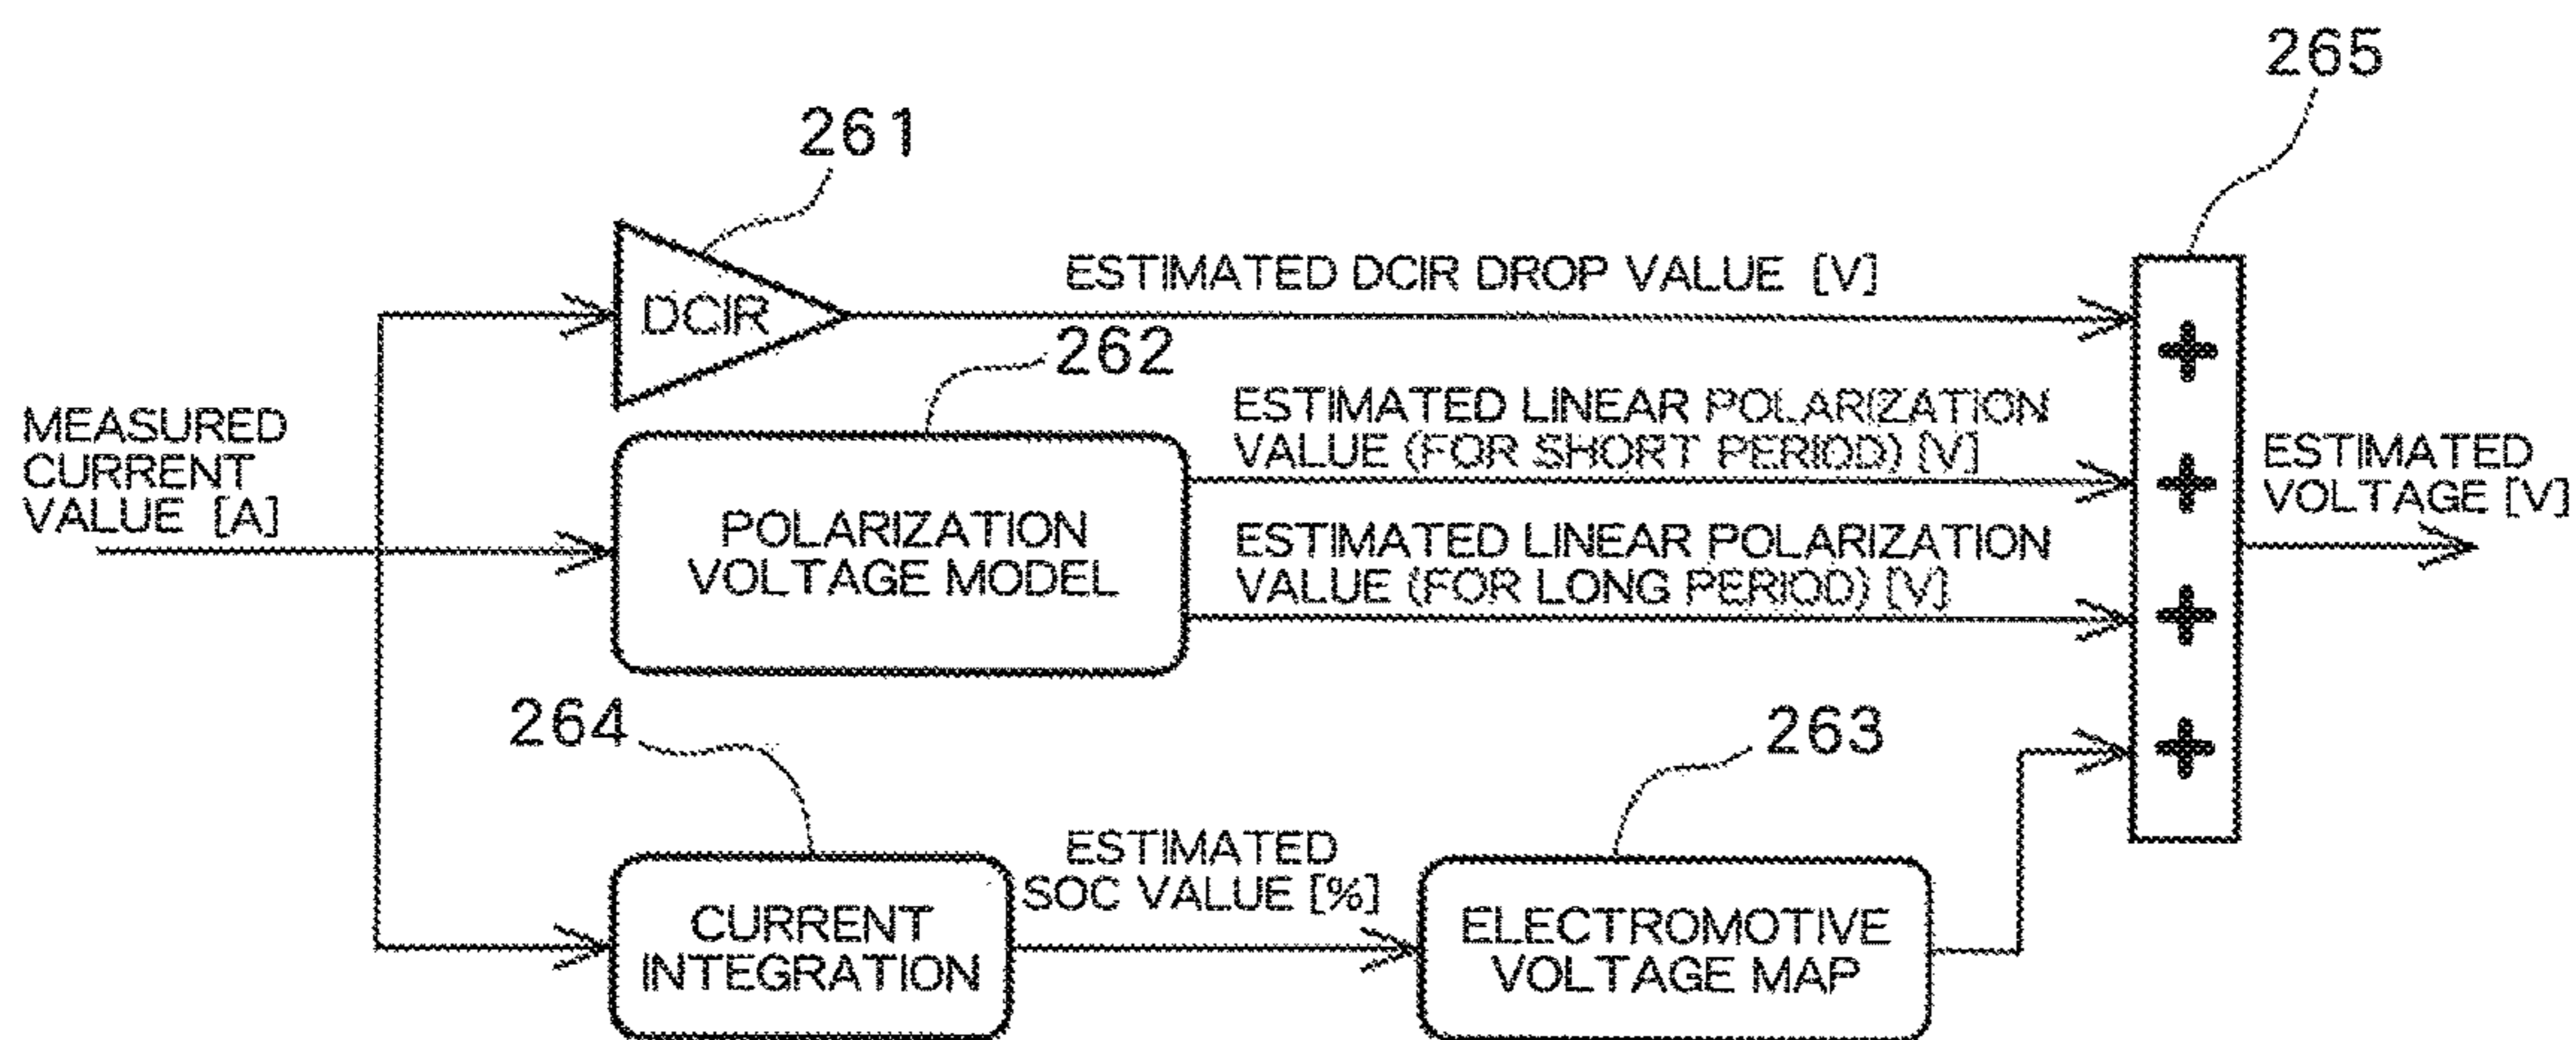 265
261
ESTIMATED DCIR DROP VALUE [V]
DCIR
262
MEASURED
CURRENT
VALUE [A]
ESTIMATED LINEAR POLARIZATION
VALUE (FOR SHORT PERIOD) [V]
ESTIMATED
VOLTAGE [V]
POLARIZATION
VOLTAGE MODEL
ESTIMATED LINEAR POLARIZATION
VALUE (FOR LONG PERIOD) [V]
+
+
+
+
264
263
ESTIMATED
SOC VALUE [%]
CURRENT
INTEGRATION
ELECTROMOTIVE
VOLTAGE MAP